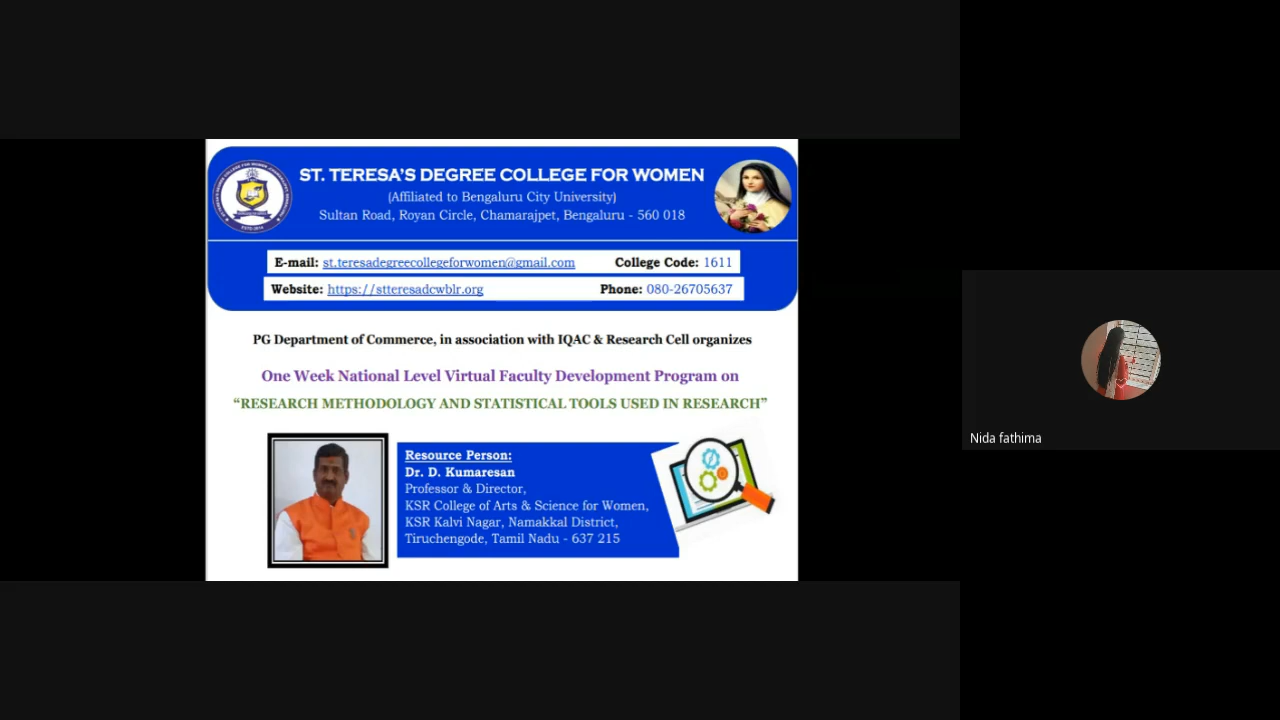 ST. TERESA'S DEGREE COLLEGE FOR WOMEN
(Affiliated to Bengaluru City University)
Sultan Road, Royan Circle, Chamarajpet, Bengaluru - 560 018
E-mail: st.teresadegreecollegeforwomen@gmail.com College Code: 1611
Website: https://stteresadcwblr.org Phone: 080-26705637
PG Department of Commerce, in association with IQAC & Research Cell organizes
One Week National Level Virtual Faculty Development Program on
“RESEARCH METHODOLOGY AND STATISTICAL TOOLS USED IN RESEARCH”
Resource Person:
Dr. D. Kumaresan
Professor & Director,
KSR College of Arts & Science for Women,
KSR Kalvi Nagar, Namakkal District,
Tiruchengode, Tamil Nadu - 637 215
Nida fathima